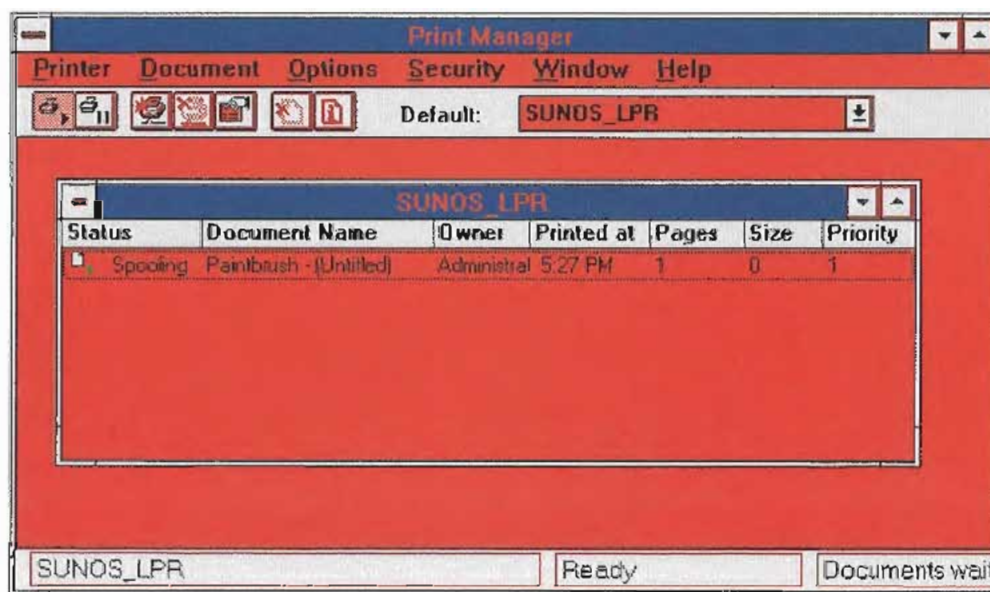 Print Manager
Printer Document Options Security Window Help
Default: SUNOS_LPR
SUNOS_LPR
Status Document Name Owner Printed at Pages Size Priority
Spooling Paintbrush - (Untitled) Administral 5:27 PM 1 0 1
SUNOS_LPR Ready Documents wait